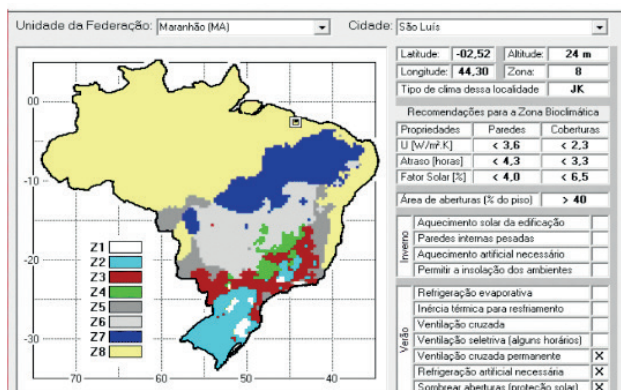 Unidade da Federação: Maranhão (MA) Cidade: São Luís
Latitude: -02,52 Altitude: 24 m
Longitude: 44,30 Zona: 8
Tipo de clima dessa localidade JK
Recomendações para a Zona Bioclimática
Propriedades Paredes Coberturas
U [W/m².K] < 3,6 < 2,3
Atraso [horas] < 4,3 < 3,3
Fator Solar [%] < 4,0 < 6,5
Área de aberturas (% do piso) > 40
Inverno
Aquecimento solar da edificação
Paredes internas pesadas
Aquecimento artificial necessário
Permitir a insolação dos ambientes
Verão
Refrigeração evaporativa
Inércia térmica para resfriamento
Ventilação cruzada
Ventilação seletiva (alguns horários)
Ventilação cruzada permanente X
Refrigeração artificial necessária X
Sombrear aberturas (proteção solar) X
00
-10
-20
-30
Z1
Z2
Z3
Z4
Z5
Z6
Z7
Z8
70 60 50 40